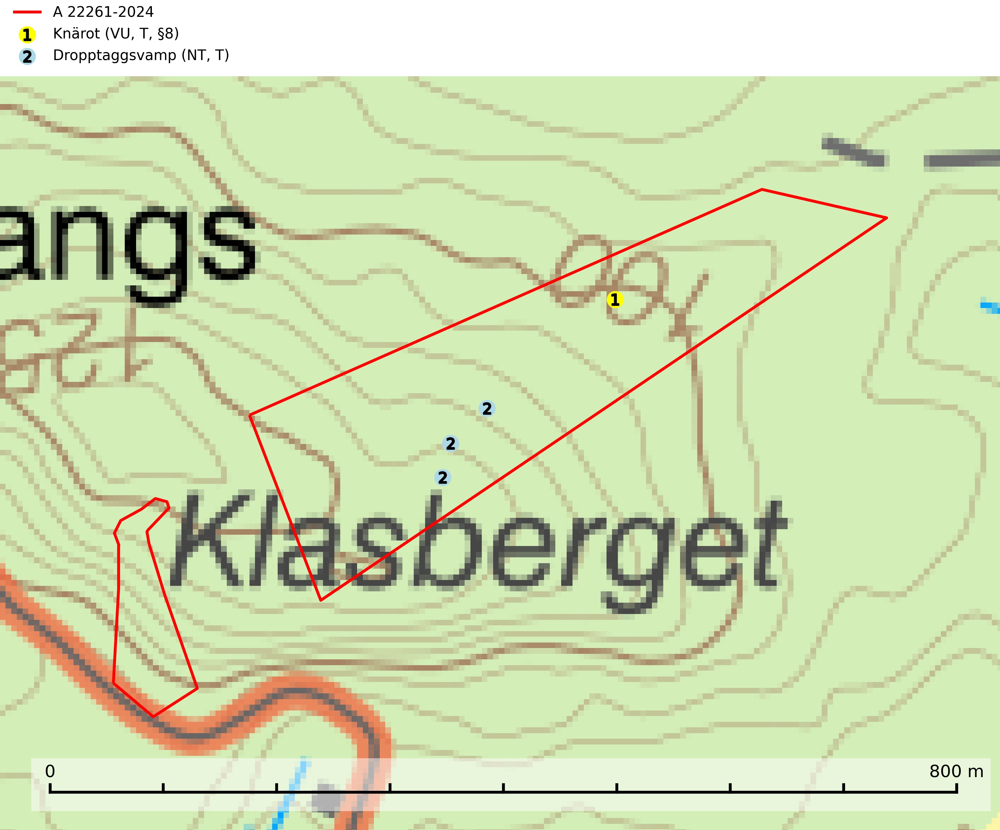 A 22261-2024
1 Knärot (VU, T, §8)
2 Dropptaggsvamp (NT, T)
angs
1
2
2
2
Klasberget
0 800 m